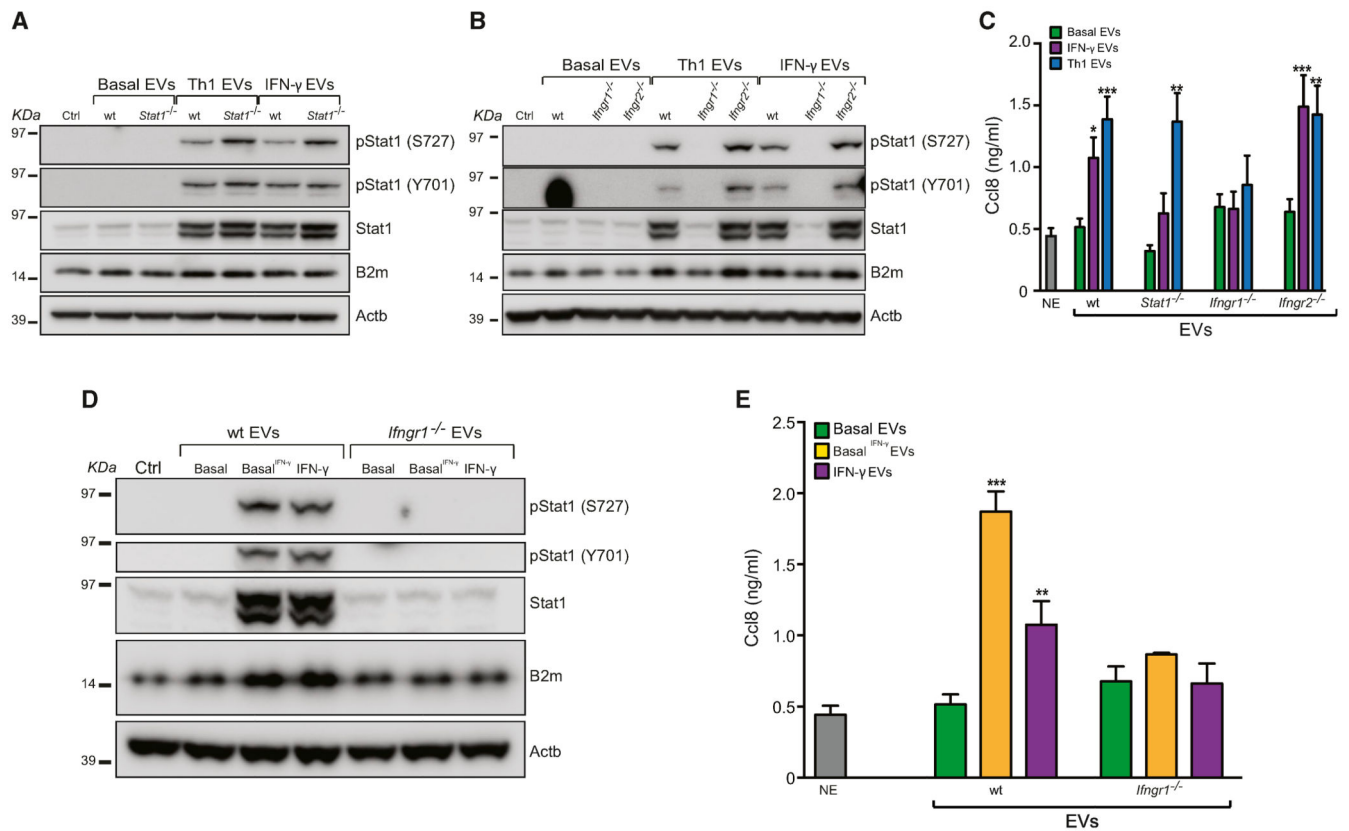 A
Basal EVs Th1 EVs IFN-γ EVs
KDa Ctrl wt Stat1-/- wt Stat1-/- wt Stat1-/-
97 pStat1 (S727)
97 pStat1 (Y701)
97 Stat1
14 B2m
39 Actb
B
Basal EVs Th1 EVs IFN-γ EVs
KDa Ctrl wt Ifngr1-/- Ifngr2-/- wt Ifngr1-/- Ifngr2-/- wt Ifngr1-/- Ifngr2-/-
97 pStat1 (S727)
97 pStat1 (Y701)
97 Stat1
14 B2m
39 Actb
C
Basal EVs
IFN-γ EVs
Th1 EVs
Ccl8 (ng/ml)
2.0
1.5
1.0
0.5
0
* *** ** *** **
NE wt Stat1-/- Ifngr1-/- Ifngr2-/-
EVs
D
wt EVs Ifngr1-/- EVs
KDa Ctrl Basal Basal IFN-γ IFN-γ Basal Basal IFN-γ IFN-γ
97 pStat1 (S727)
97 pStat1 (Y701)
97 Stat1
14 B2m
39 Actb
E
Basal EVs
Basal IFN-γ EVs
IFN-γ EVs
Ccl8 (ng/ml)
2.5
2.0
1.5
1.0
0.5
0
*** **
NE wt Ifngr1-/-
EVs